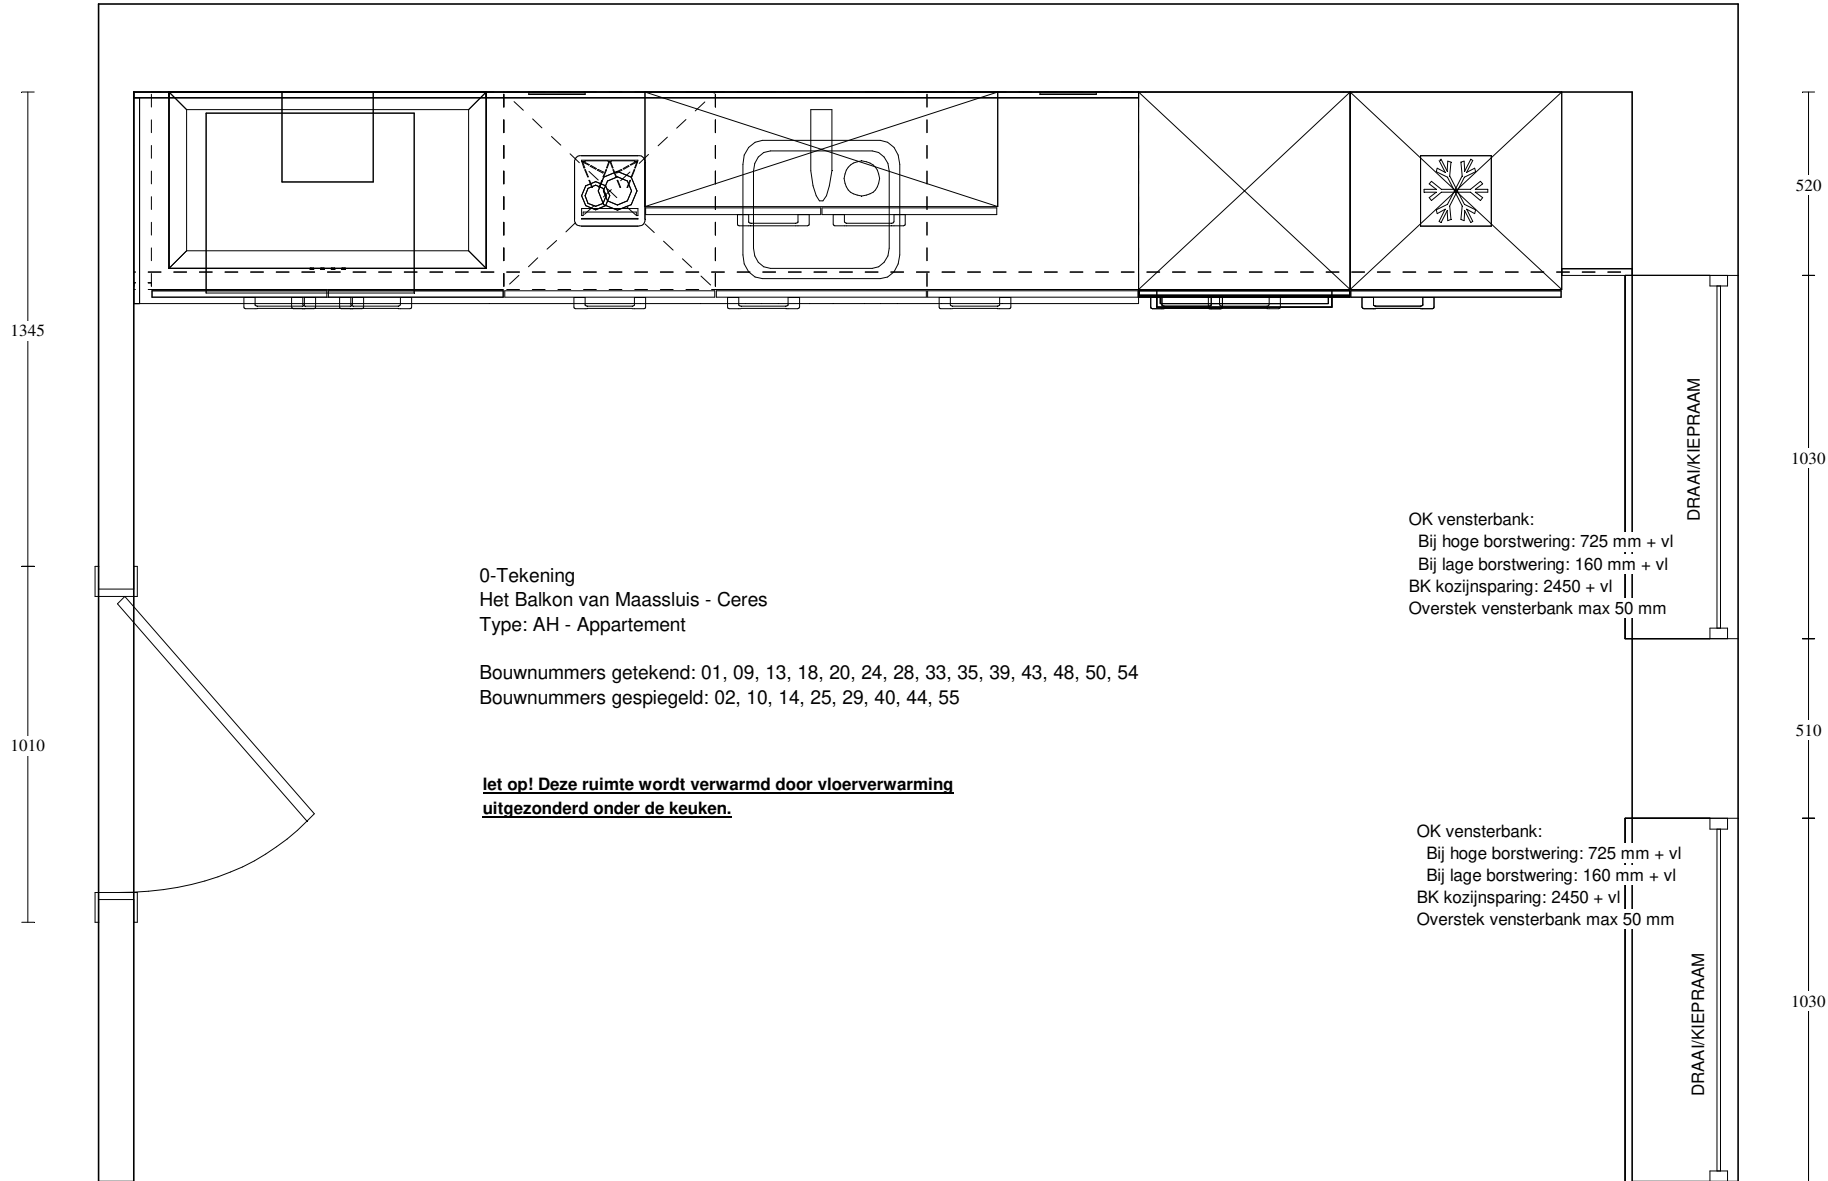 520
1345
1030
DRAAI/KIEPRAAM
OK vensterbank:
Bij hoge borstwering: 725 mm + vl
Bij lage borstwering: 160 mm + vl
BK kozijnsparing: 2450 + vl
Overstek vensterbank max 50 mm
0-Tekening
Het Balkon van Maassluis - Ceres
Type: AH - Appartement
Bouwnummers getekend: 01, 09, 13, 18, 20, 24, 28, 33, 35, 39, 43, 48, 50, 54
Bouwnummers gespiegeld: 02, 10, 14, 25, 29, 40, 44, 55
1010
510
let op! Deze ruimte wordt verwarmd door vloerverwarming
uitgezonderd onder de keuken.
OK vensterbank:
Bij hoge borstwering: 725 mm + vl
Bij lage borstwering: 160 mm + vl
BK kozijnsparing: 2450 + vl
Overstek vensterbank max 50 mm
1030
DRAAI/KIEPRAAM